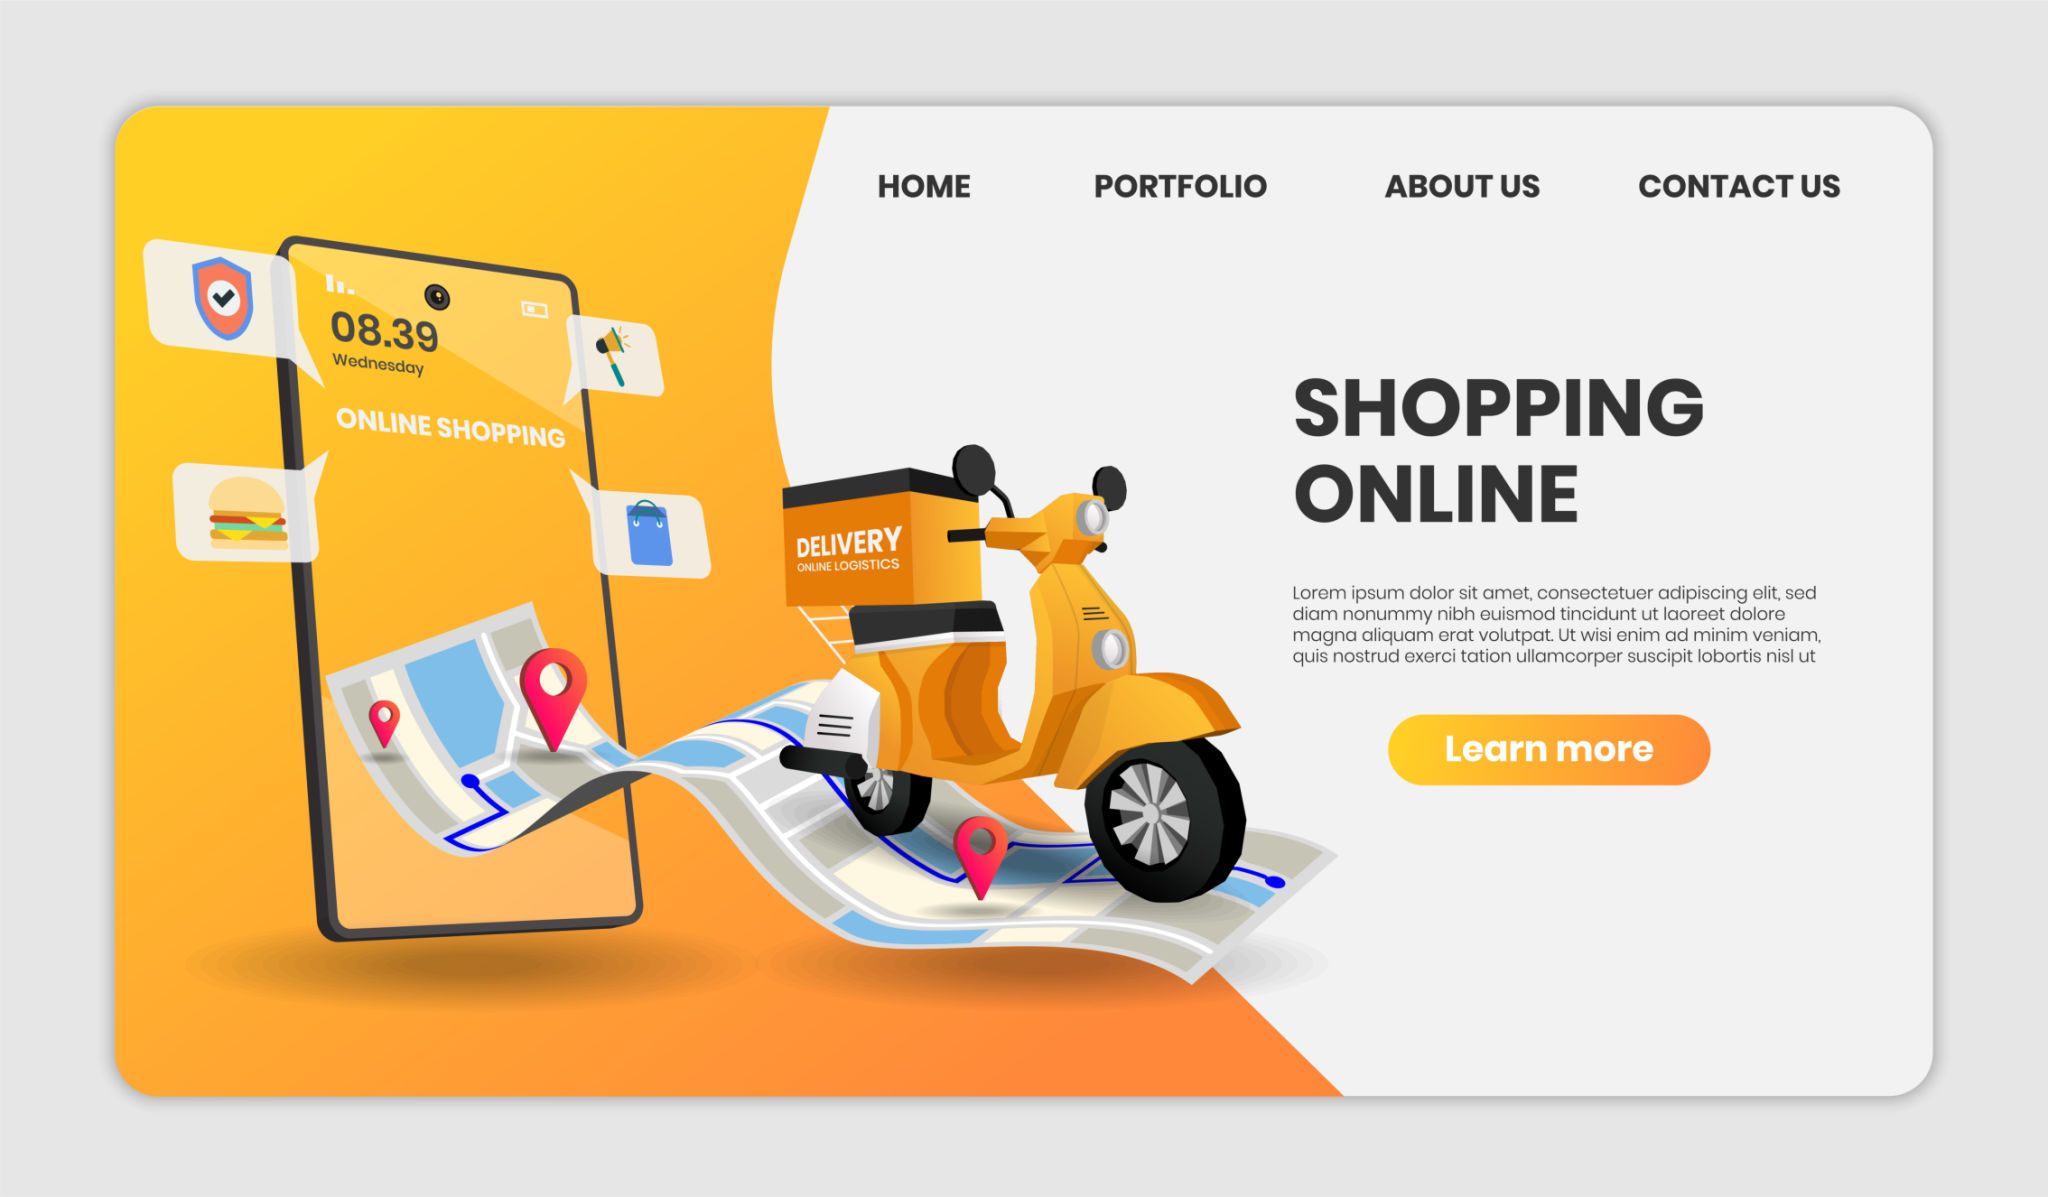 HOME
PORTFOLIO
ABOUT US
CONTACT US
08.39
Wednesday
ONLINE SHOPPING
DELIVERY
ONLINE LOGISTICS
SHOPPING
ONLINE
Lorem ipsum dolor sit amet, consectetuer adipiscing elit, sed
diam nonummy nibh euismod tincidunt ut laoreet dolore
magna aliquam erat volutpat. Ut wisi enim ad minim veniam,
quis nostrud exerci tation ullamcorper suscipit lobortis nisl ut
Learn more